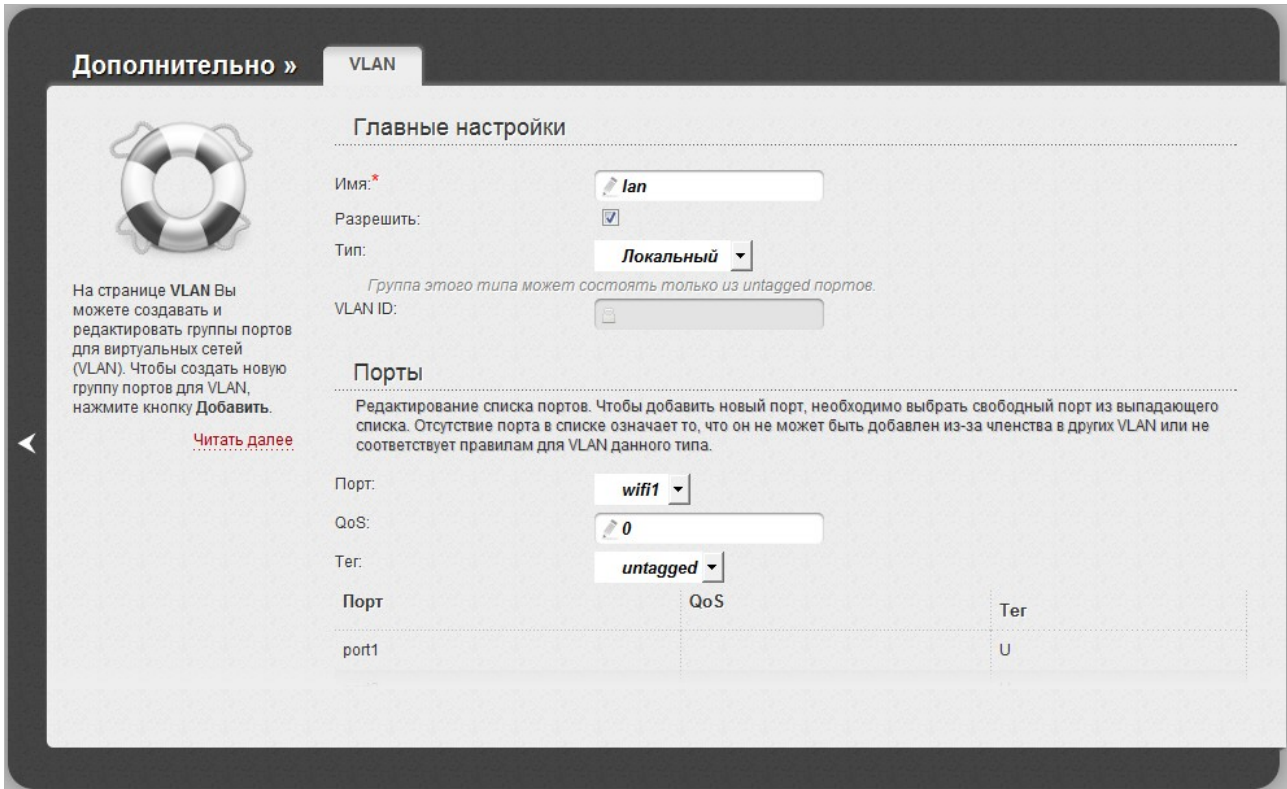 Дополнительно »
VLAN
На странице VLAN Вы
можете создавать и
редактировать группы портов
для виртуальных сетей
(VLAN). Чтобы создать новую
группу портов для VLAN,
нажмите кнопку Добавить.
Читать далее
Главные настройки
Имя:* lan
Разрешить:
Тип: Локальный
Группа этого типа может состоять только из untagged портов.
VLAN ID:
Порты
Редактирование списка портов. Чтобы добавить новый порт, необходимо выбрать свободный порт из выпадающего
списка. Отсутствие порта в списке означает то, что он не может быть добавлен из-за членства в других VLAN или не
соответствует правилам для VLAN данного типа.
Порт: wifi1
QoS: 0
Тег: untagged
Порт QoS Тег
port1 U